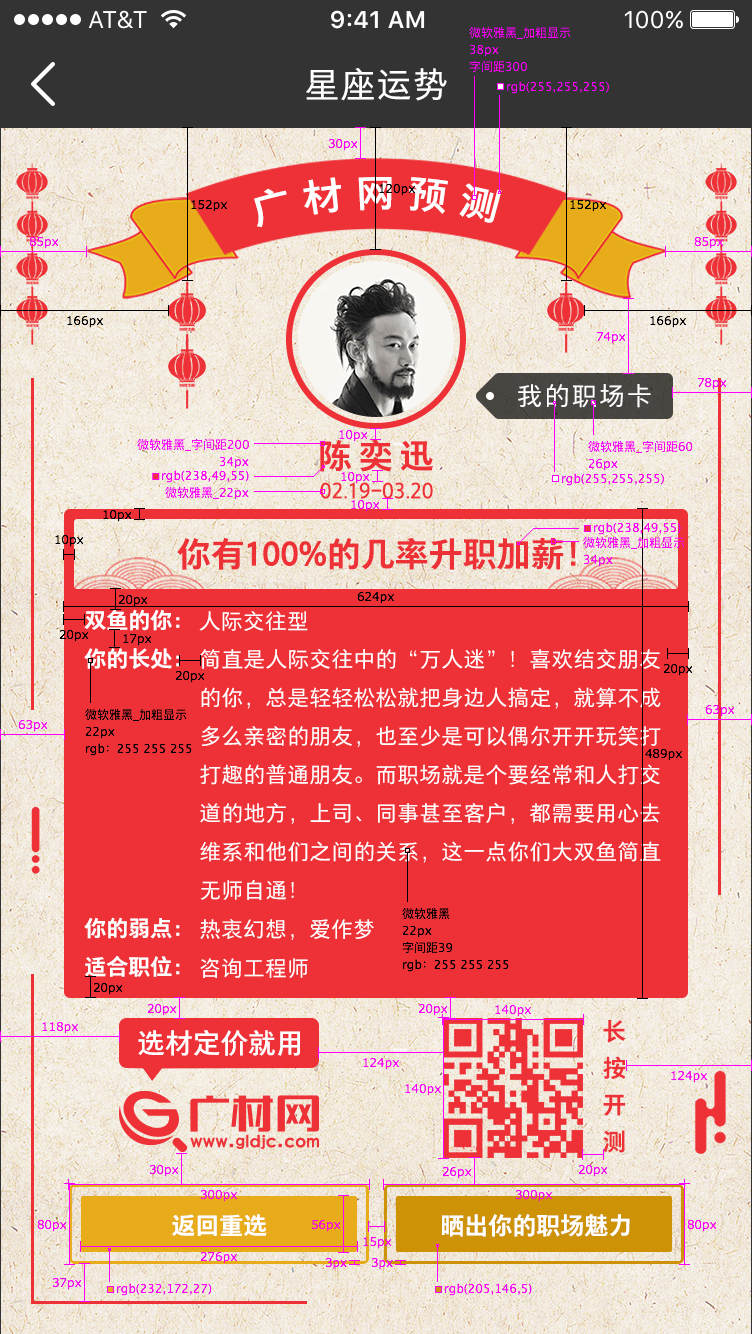 AT&T
9:41 AM
100%
星座运势
微软雅黑_加粗显示
38px
字间距300
rgb(255,255,255)
30px
广材网预测
120px
152px
152px
85px
85px
166px
166px
74px
78px
我的职场卡
微软雅黑_字间距60
26px
rgb(255,255,255)
10px
微软雅黑_字间距200
34px
rgb(238,49,55)
微软雅黑_22px
陈奕迅
10px
02.19-03.20
10px
10px
10px
rgb(238,49,55)
微软雅黑_加粗显示
34px
你有100%的几率升职加薪!
20px
624px
双鱼的你：人际交往型
20px
17px
你的长处：简直是人际交往中的“万人迷”！喜欢结交朋友
20px
20px
的你，总是轻轻松松就把身边人搞定，就算不成
微软雅黑_加粗显示
22px
rgb：255 255 255
63px
63px
多么亲密的朋友，也至少是可以偶尔开开玩笑打
489px
打趣的普通朋友。而职场就是个要经常和人打交
道的地方，上司、同事甚至客户，都需要用心去
维系和他们之间的关系，这一点你们大双鱼简直
无师自通！
微软雅黑
22px
字间距39
rgb：255 255 255
你的弱点：热衷幻想，爱作梦
适合职位：咨询工程师
20px
20px
20px
140px
118px
选材定价就用
124px
140px
长按开测
124px
广材网
www.gldjc.com
30px
26px
20px
300px
300px
80px
返回重选
56px
15px
晒出你的职场魅力
80px
276px
3px
3px
37px
rgb(232,172,27)
rgb(205,146,5)